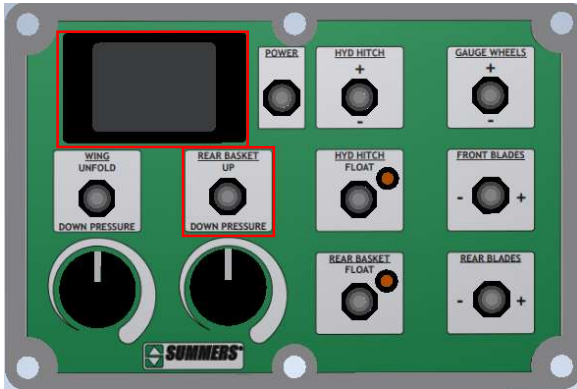 POWER
HYD HITCH
+
-
GAUGE WHEELS
+
-
WING
UNFOLD
DOWN PRESSURE
REAR BASKET
UP
DOWN PRESSURE
HYD HITCH
FLOAT
FRONT BLADES
- +
REAR BASKET
FLOAT
REAR BLADES
- +
SUMMERS